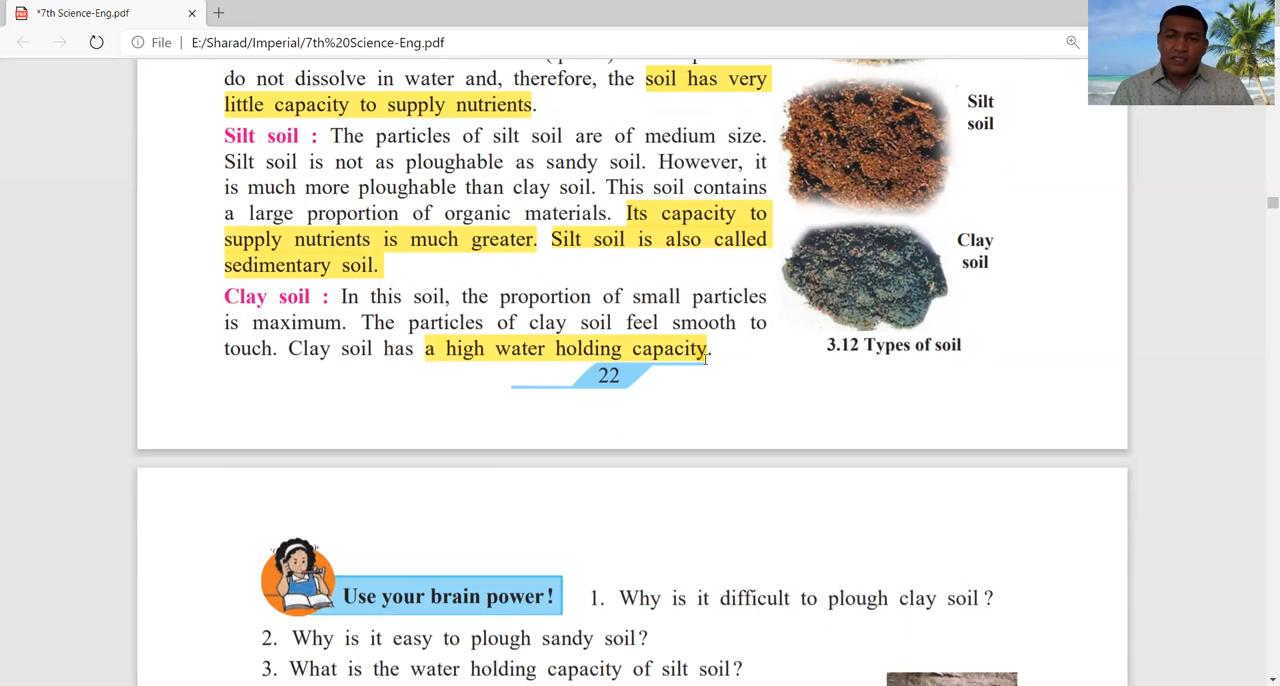 *7th Science-Eng.pdf
File | E:/Sharad/Imperial/7th%20Science-Eng.pdf
do not dissolve in water and, therefore, the soil has very
little capacity to supply nutrients.
Silt soil : The particles of silt soil are of medium size.
Silt soil is not as ploughable as sandy soil. However, it
is much more ploughable than clay soil. This soil contains
a large proportion of organic materials. Its capacity to
supply nutrients is much greater. Silt soil is also called
sedimentary soil.
Clay soil : In this soil, the proportion of small particles
is maximum. The particles of clay soil feel smooth to
touch. Clay soil has a high water holding capacity.
Silt
soil
Clay
soil
3.12 Types of soil
22
Use your brain power!
1. Why is it difficult to plough clay soil ?
2. Why is it easy to plough sandy soil?
3. What is the water holding capacity of silt soil?